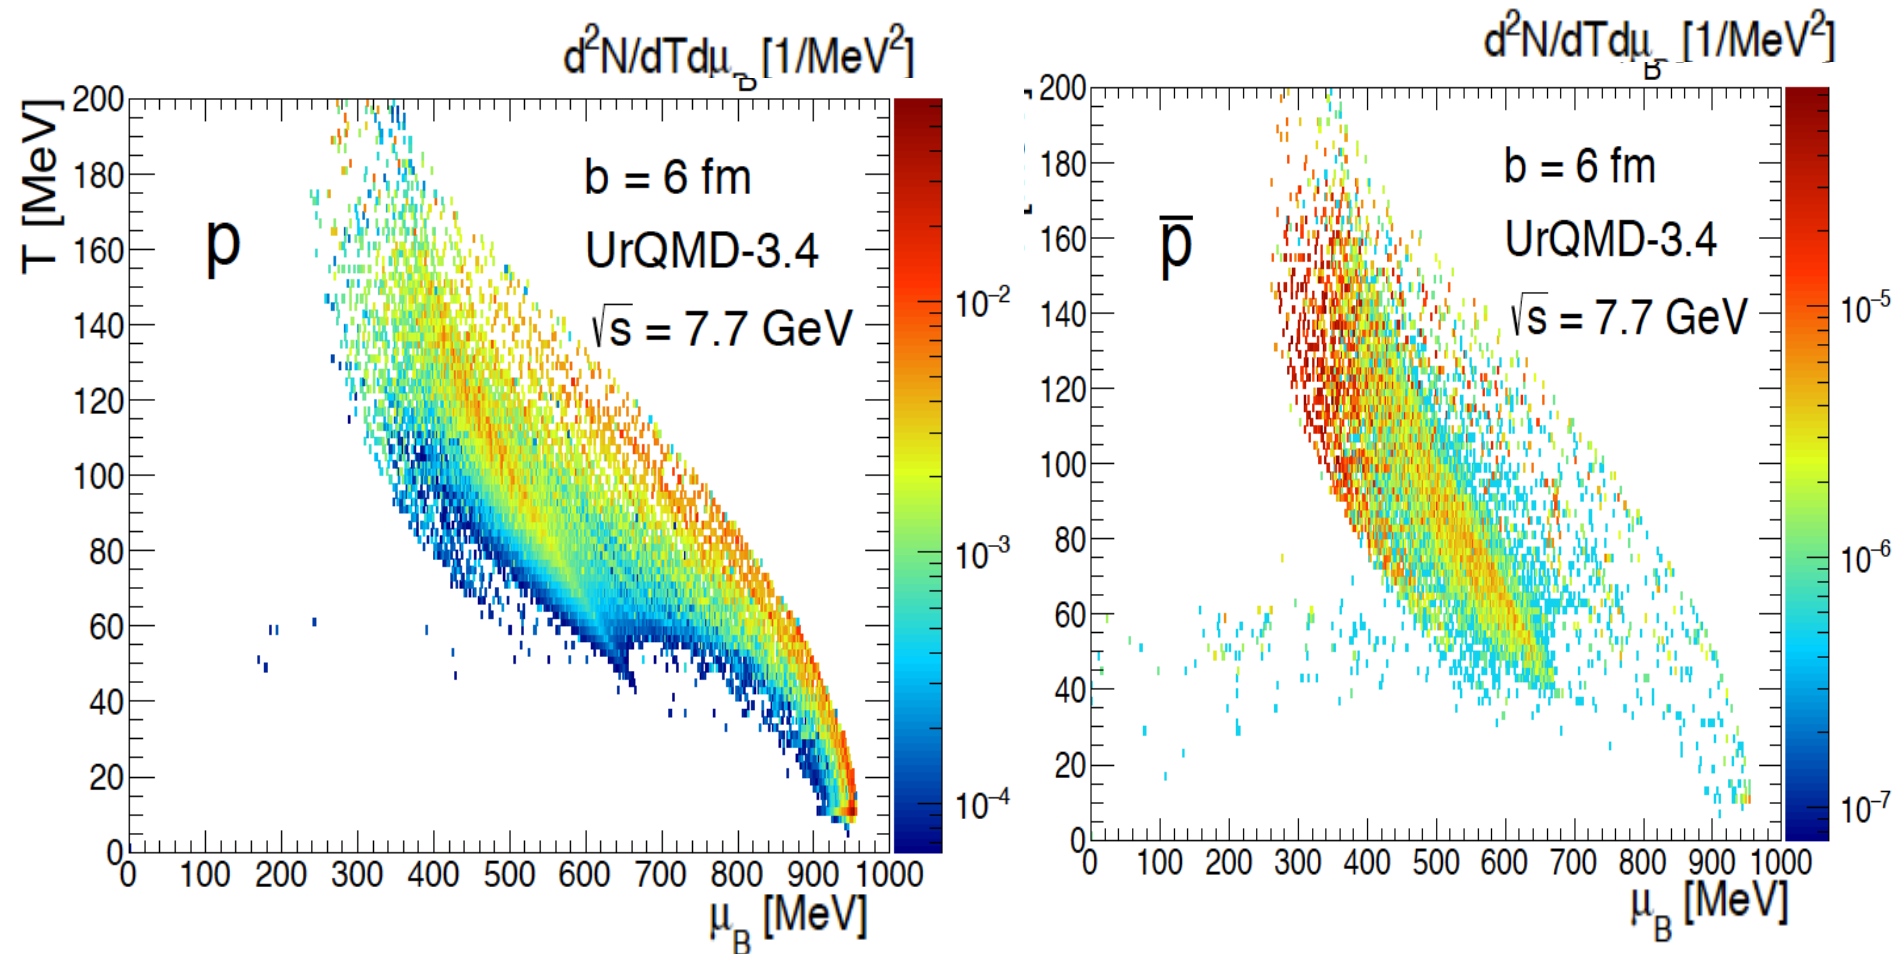 d²N/dTdμ_B [1/MeV²]
T [MeV]
200
180
160
140
120
100
80
60
40
20
0
p
b = 6 fm
UrQMD-3.4
√s = 7.7 GeV
10⁻²
10⁻³
10⁻⁴
0 100 200 300 400 500 600 700 800 900 1000
μ_B [MeV]
d²N/dTdμ_B [1/MeV²]
200
180
160
140
120
100
80
60
40
20
0
p̅
b = 6 fm
UrQMD-3.4
√s = 7.7 GeV
10⁻⁵
10⁻⁶
10⁻⁷
0 100 200 300 400 500 600 700 800 900 1000
μ_B [MeV]